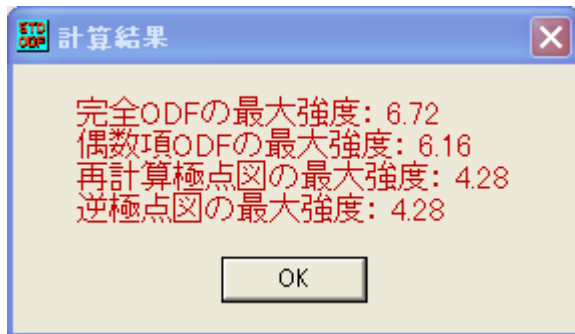 STD
ODF
計算結果
完全ODFの最大強度: 6.72
偶数項ODFの最大強度: 6.16
再計算極点図の最大強度: 4.28
逆極点図の最大強度: 4.28
OK